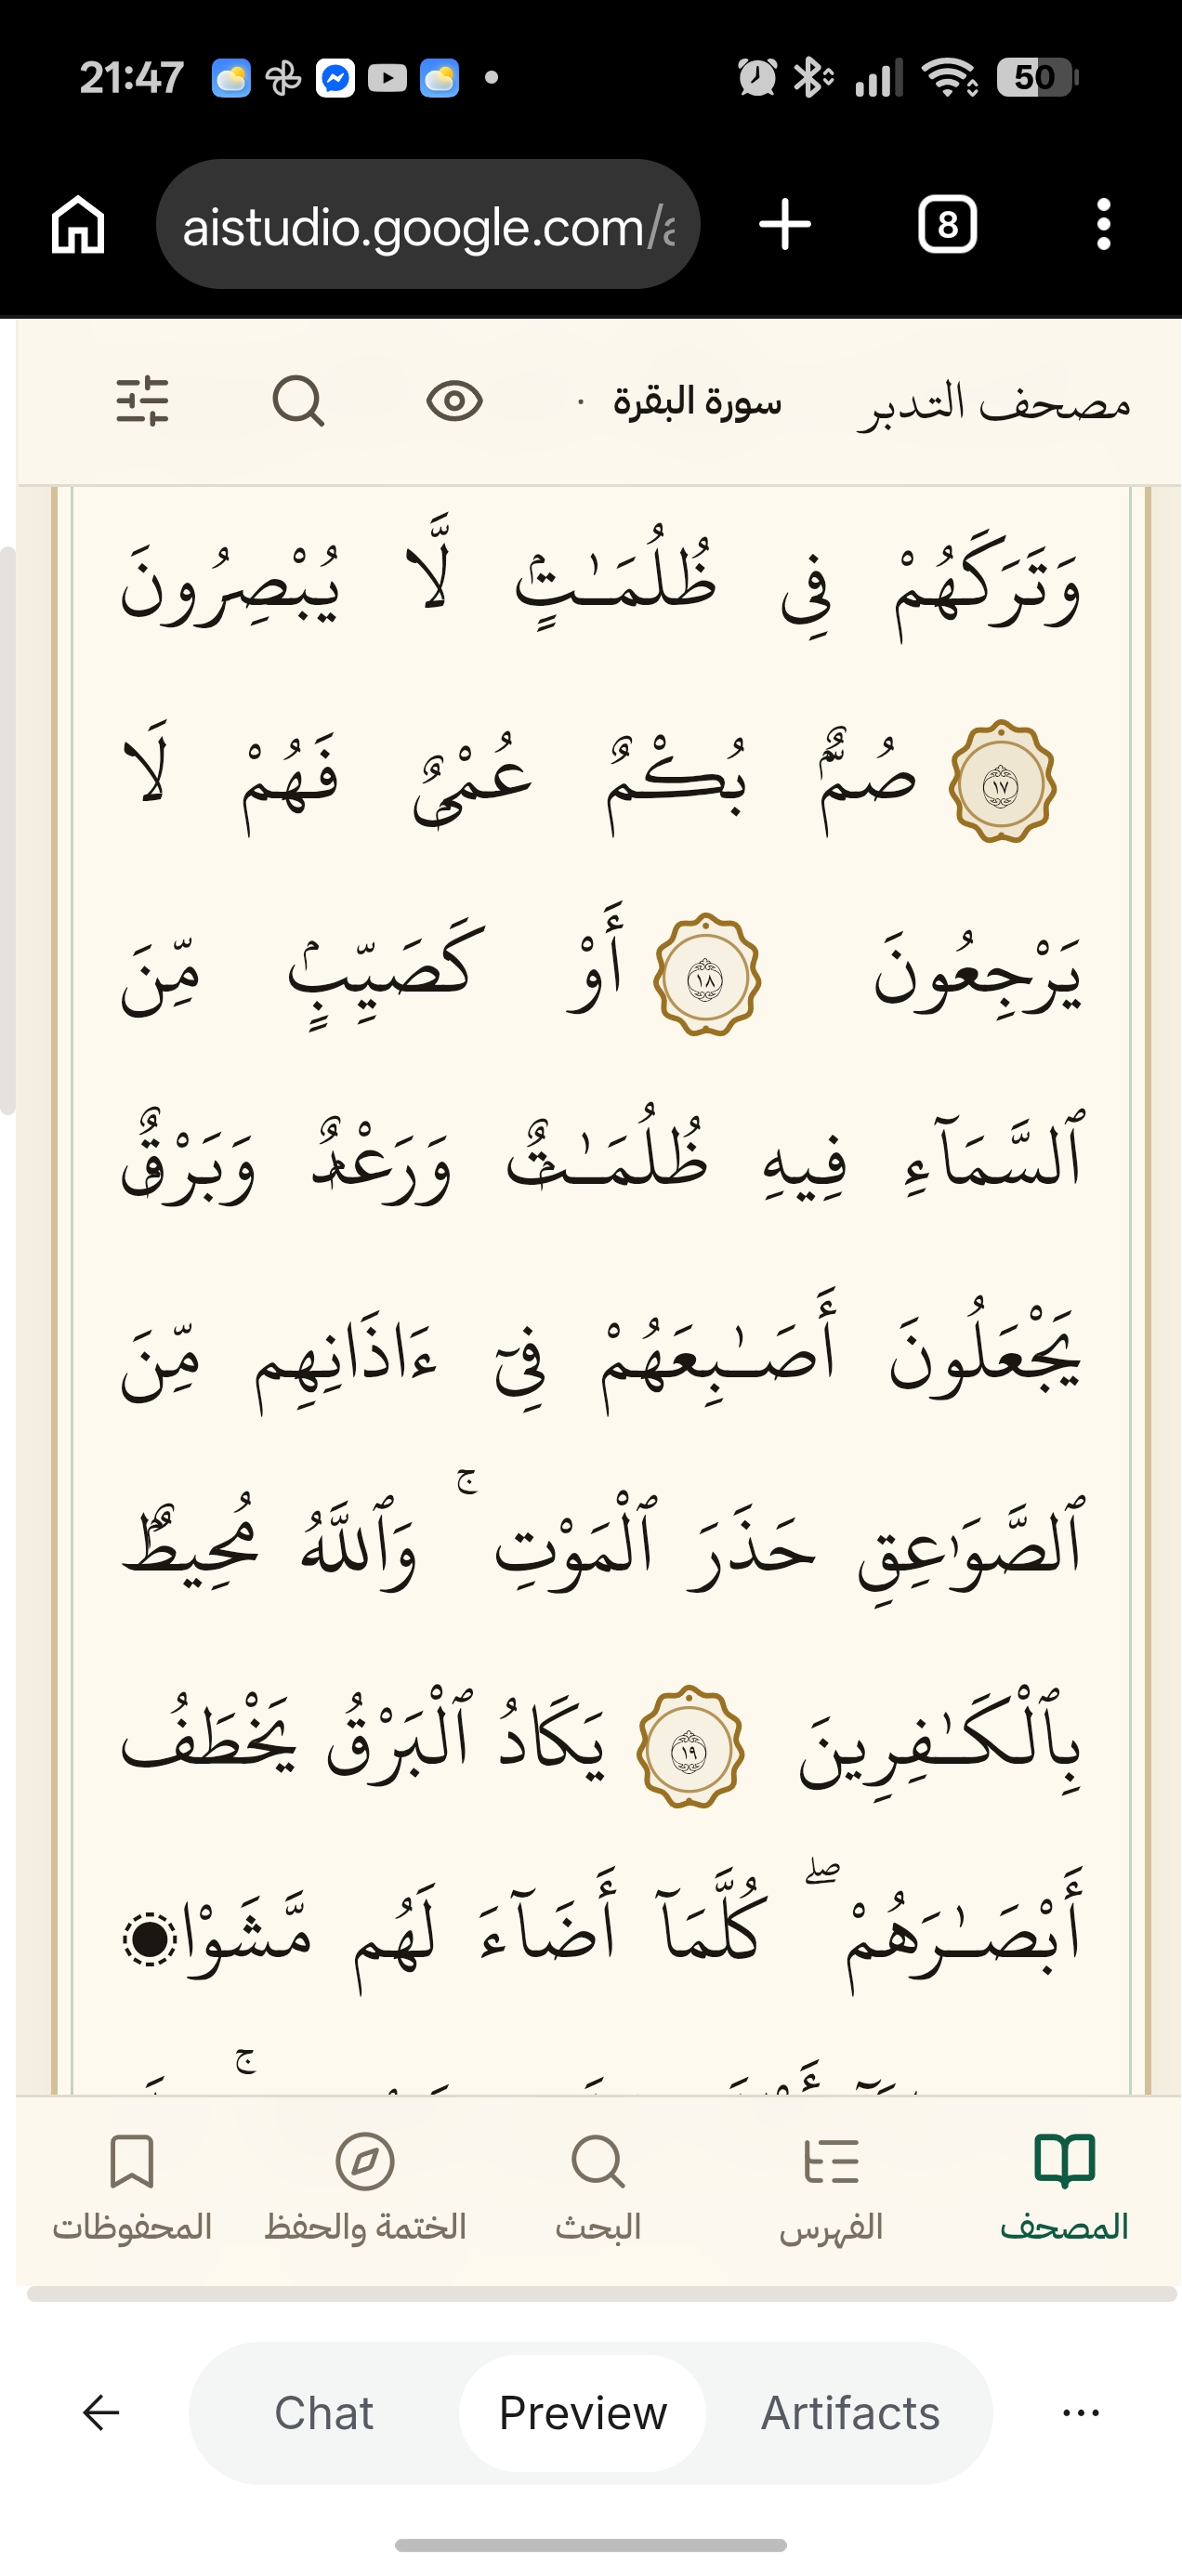 21:47
50
aistudio.google.com/a
8
مصحف التدبر
سورة البقرة ·
وَتَرَكَهُمْ فِى ظُلُمَـٰتٍۢ لَّا يُبْصِرُونَ
١٧ صُمٌّۢ بُكْمٌ عُمْىٌۭ فَهُمْ لَا
يَرْجِعُونَ ١٨ أَوْ كَصَيِّبٍۢ مِّنَ
ٱلسَّمَآءِ فِيهِ ظُلُمَـٰتٌۭ وَرَعْدٌۭ وَبَرْقٌۭ
يَجْعَلُونَ أَصَـٰبِعَهُمْ فِىٓ ءَاذَانِهِم مِّنَ
ٱلصَّوَٰعِقِ حَذَرَ ٱلْمَوْتِ ۚ وَٱللَّهُ مُحِيطٌۢ
بِٱلْكَـٰفِرِينَ ١٩ يَكَادُ ٱلْبَرْقُ يَخْطَفُ
أَبْصَـٰرَهُمْ ۖ كُلَّمَآ أَضَآءَ لَهُم مَّشَوْا۟
المصحف
الفهرس
البحث
الختمة والحفظ
المحفوظات
Chat
Preview
Artifacts